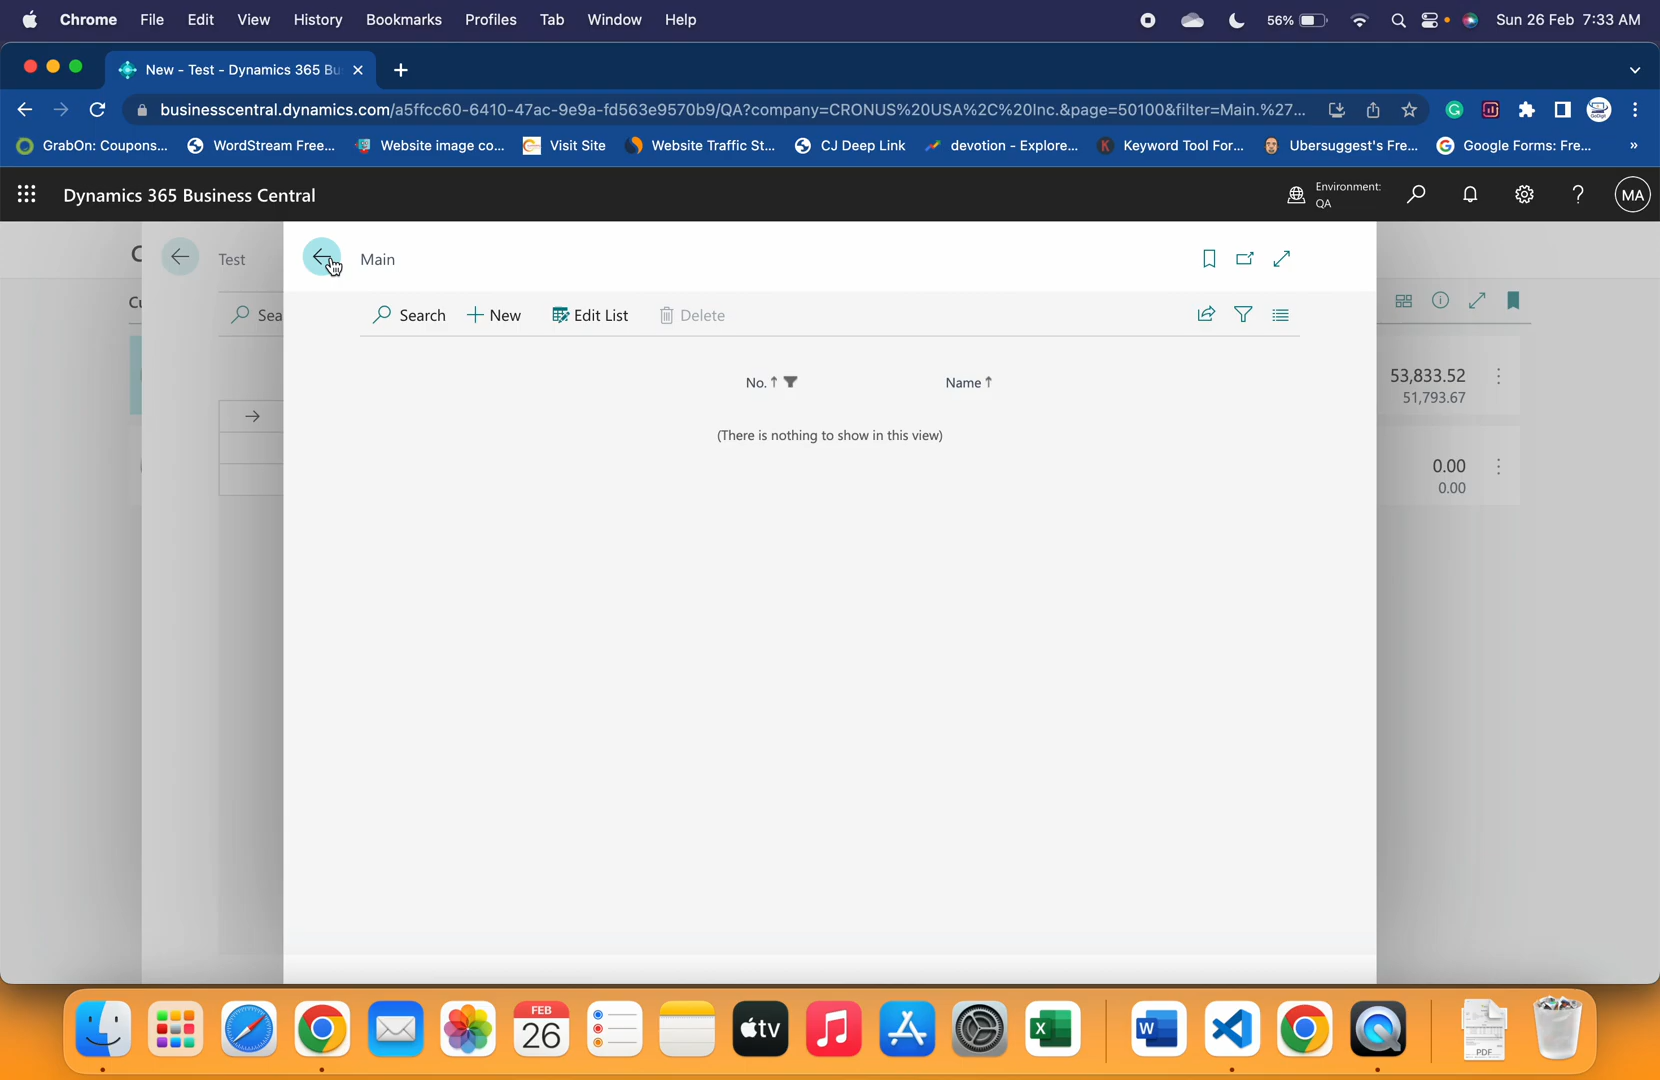 Chrome File Edit View History Bookmarks Profiles Tab Window Help 56% Sun 26 Feb 7:33 AM
New - Test - Dynamics 365 Bu
businesscentral.dynamics.com/a5ffcc60-6410-47ac-9e9a-fd563e9570b9/QA?company=CRONUS%20USA%2C%20Inc.&page=50100&filter=Main.%27...
GrabOn: Coupons... WordStream Free... Website image co... Visit Site Website Traffic St... CJ Deep Link devotion - Explore... Keyword Tool For... Ubersuggest's Fre... Google Forms: Fre... »
Dynamics 365 Business Central Environment: QA MA
Test Main
Sea Search New Edit List Delete
No. Name
53,833.52
51,793.67
(There is nothing to show in this view)
0.00
0.00
FEB
26
tv
X
W
PDF